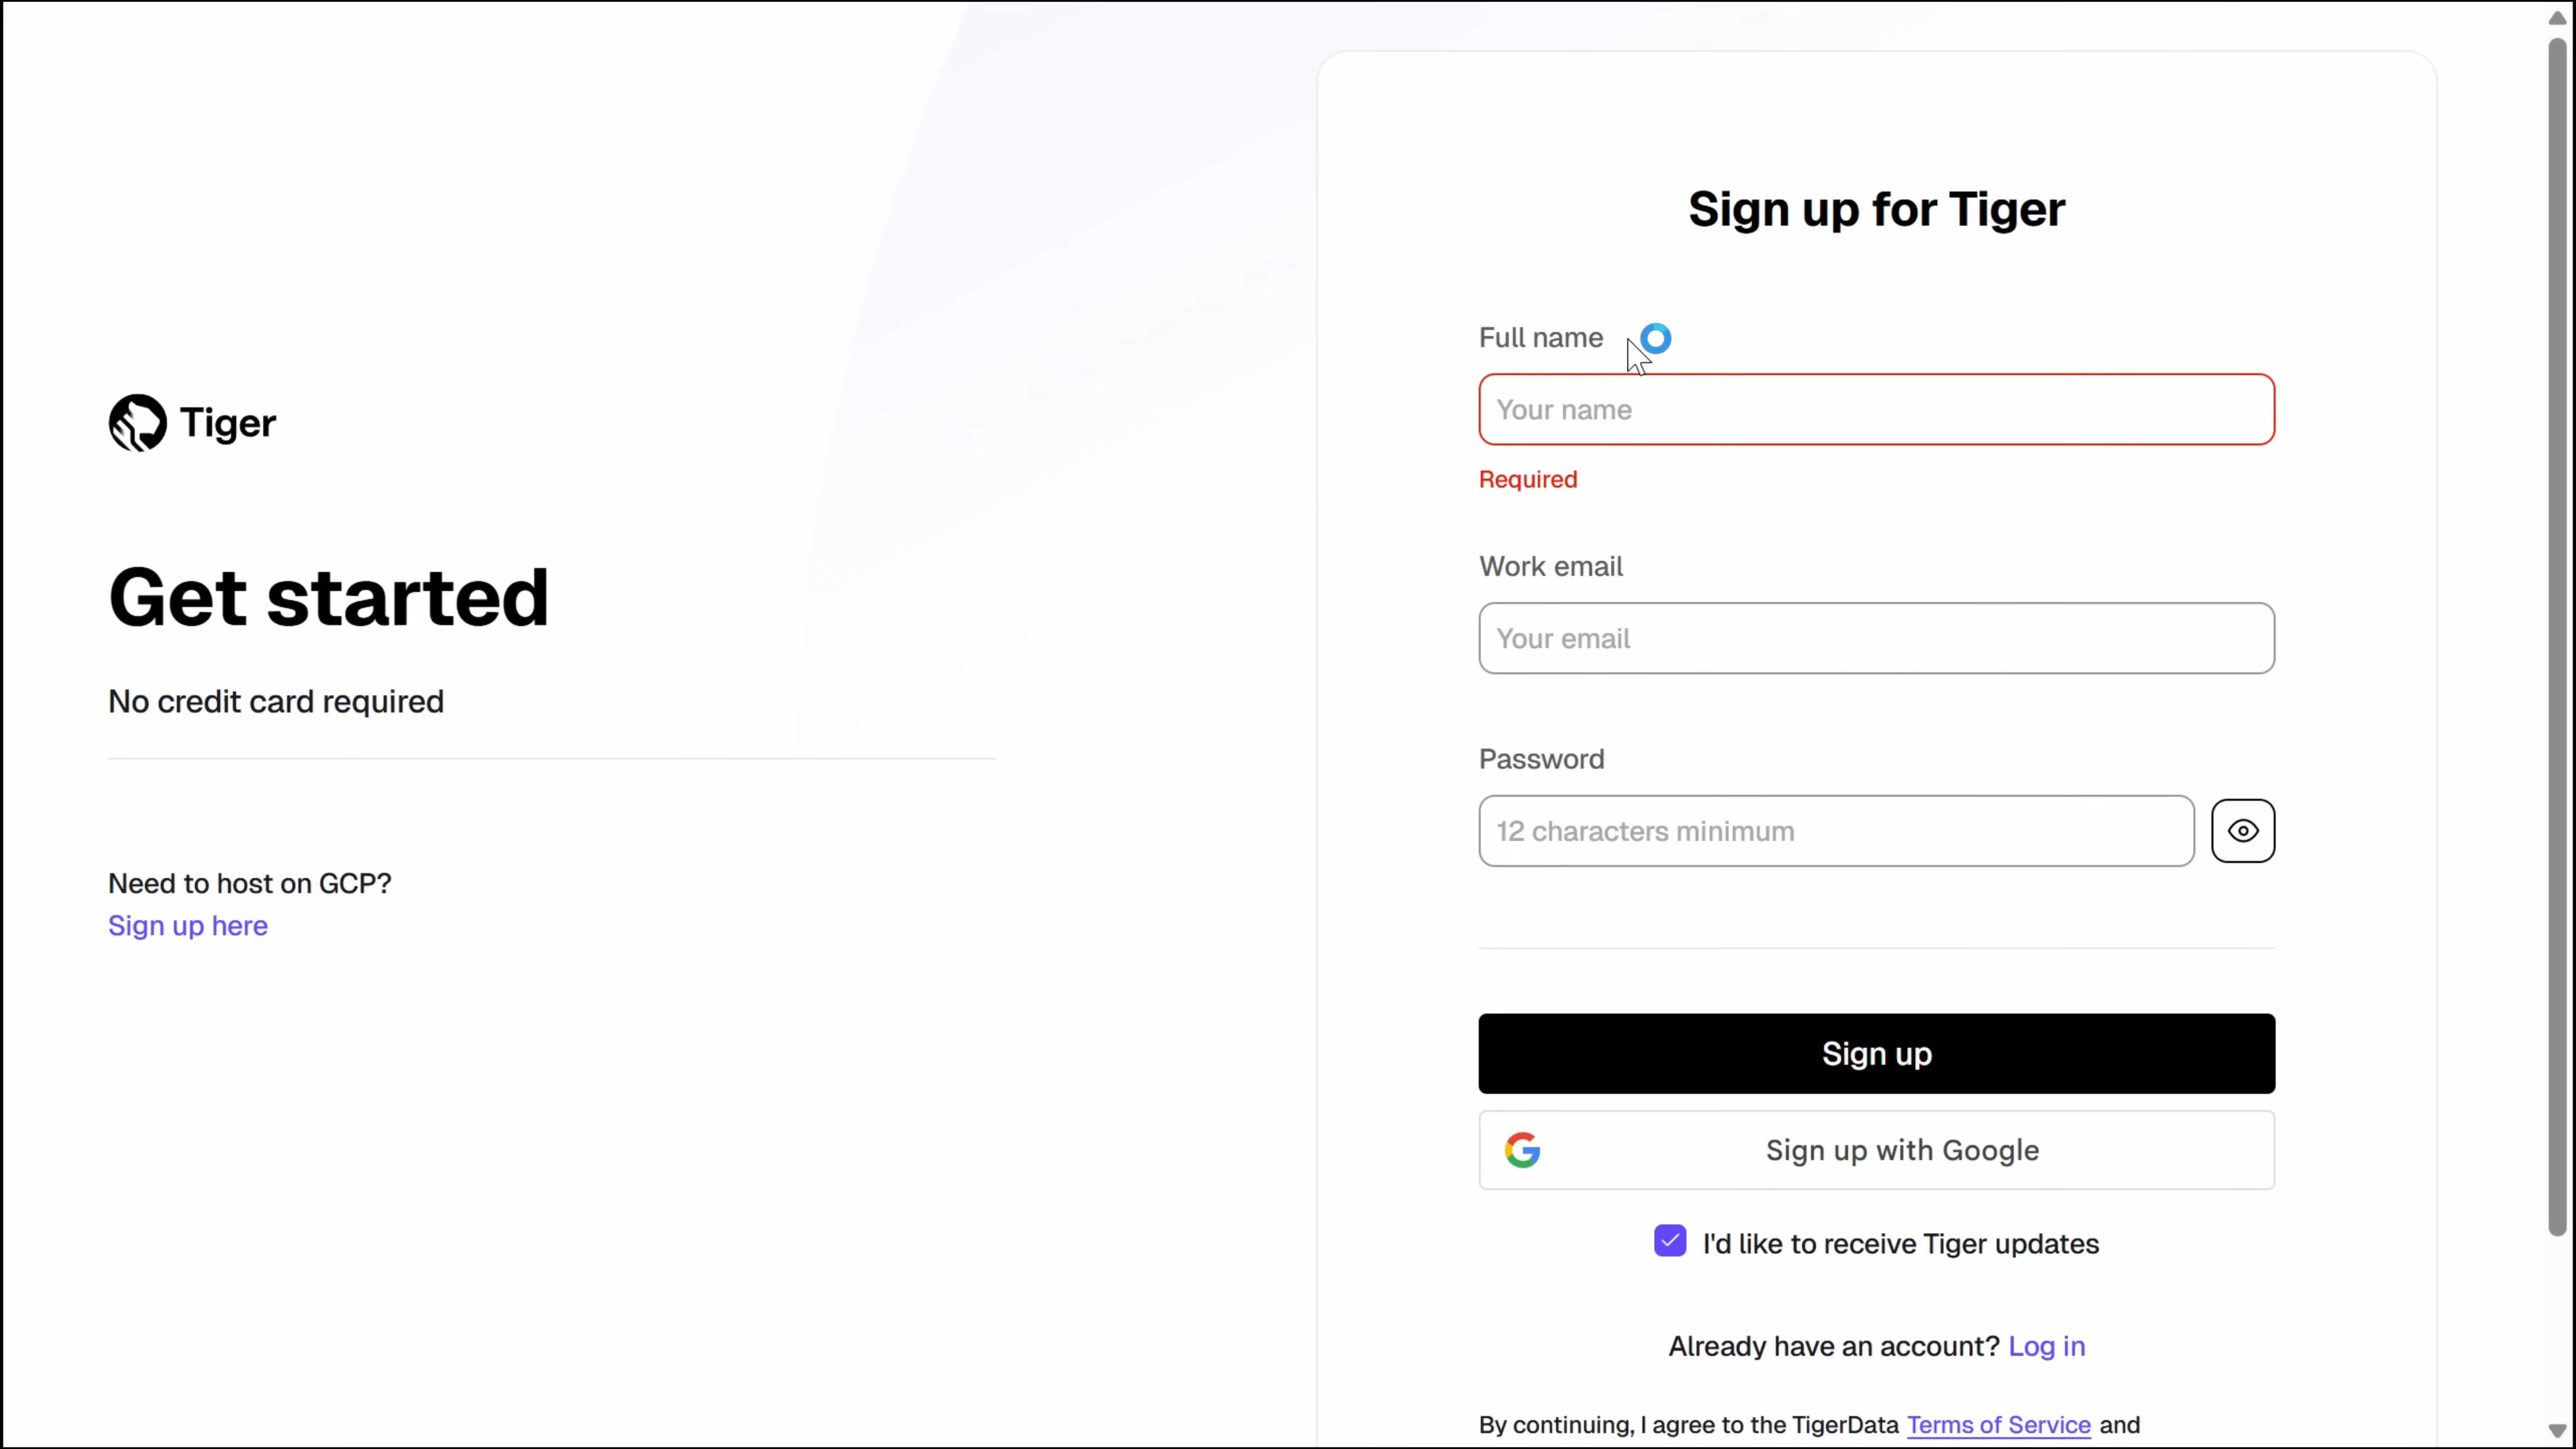 Tiger
Get started
No credit card required
Need to host on GCP?
Sign up here
Sign up for Tiger
Full name
Your name
Required
Work email
Your email
Password
12 characters minimum
Sign up
Sign up with Google
I'd like to receive Tiger updates
Already have an account? Log in
By continuing, I agree to the TigerData Terms of Service and